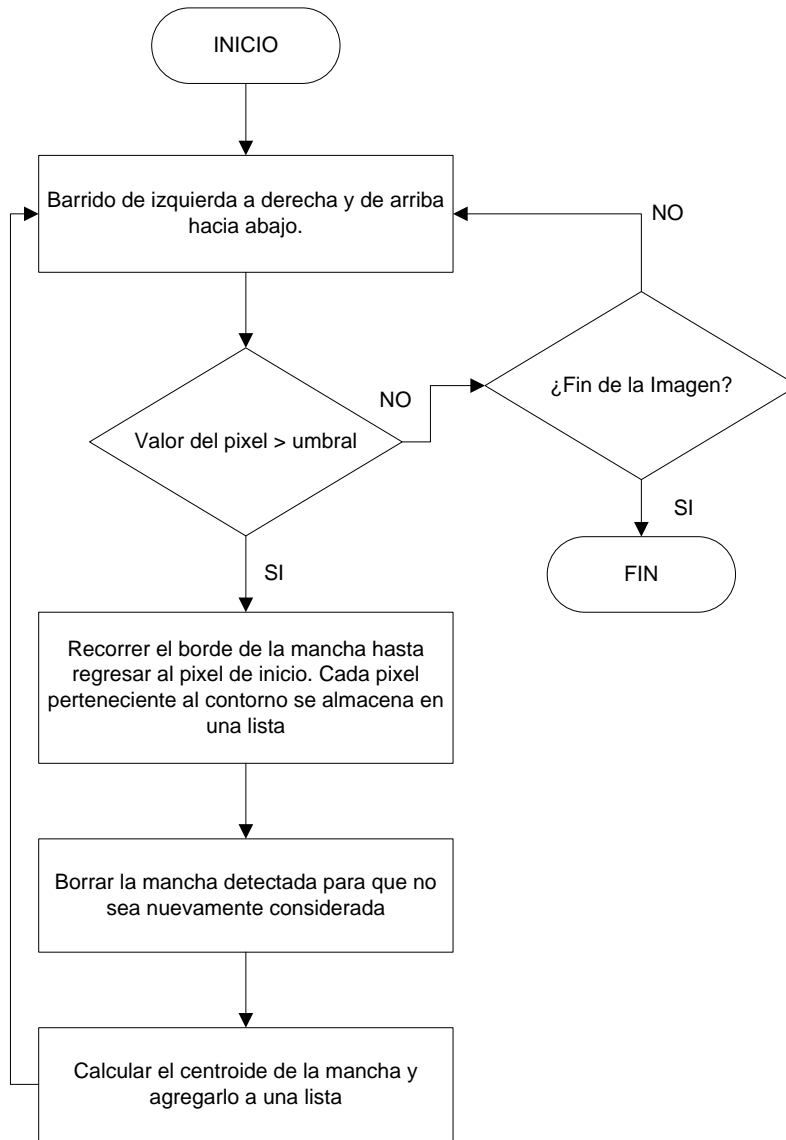 INICIO
Barrido de izquierda a derecha y de arriba
hacia abajo.
NO
¿Fin de la Imagen?
NO
Valor del pixel > umbral
SI
FIN
SI
Recorrer el borde de la mancha hasta
regresar al pixel de inicio. Cada pixel
perteneciente al contorno se almacena en
una lista
Borrar la mancha detectada para que no
sea nuevamente considerada
Calcular el centroide de la mancha y
agregarlo a una lista